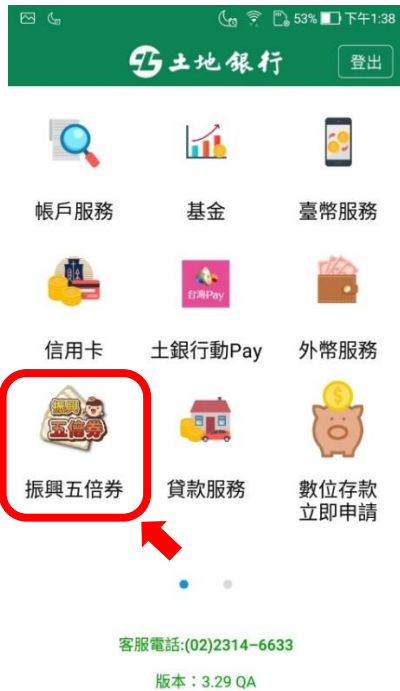 53% 下午1:38
土地銀行
登出
帳戶服務
基金
臺幣服務
台灣Pay
信用卡
土銀行動Pay
外幣服務
振興
五倍券
振興五倍券
貸款服務
數位存款
立即申請
客服電話:(02)2314-6633
版本：3.29 QA